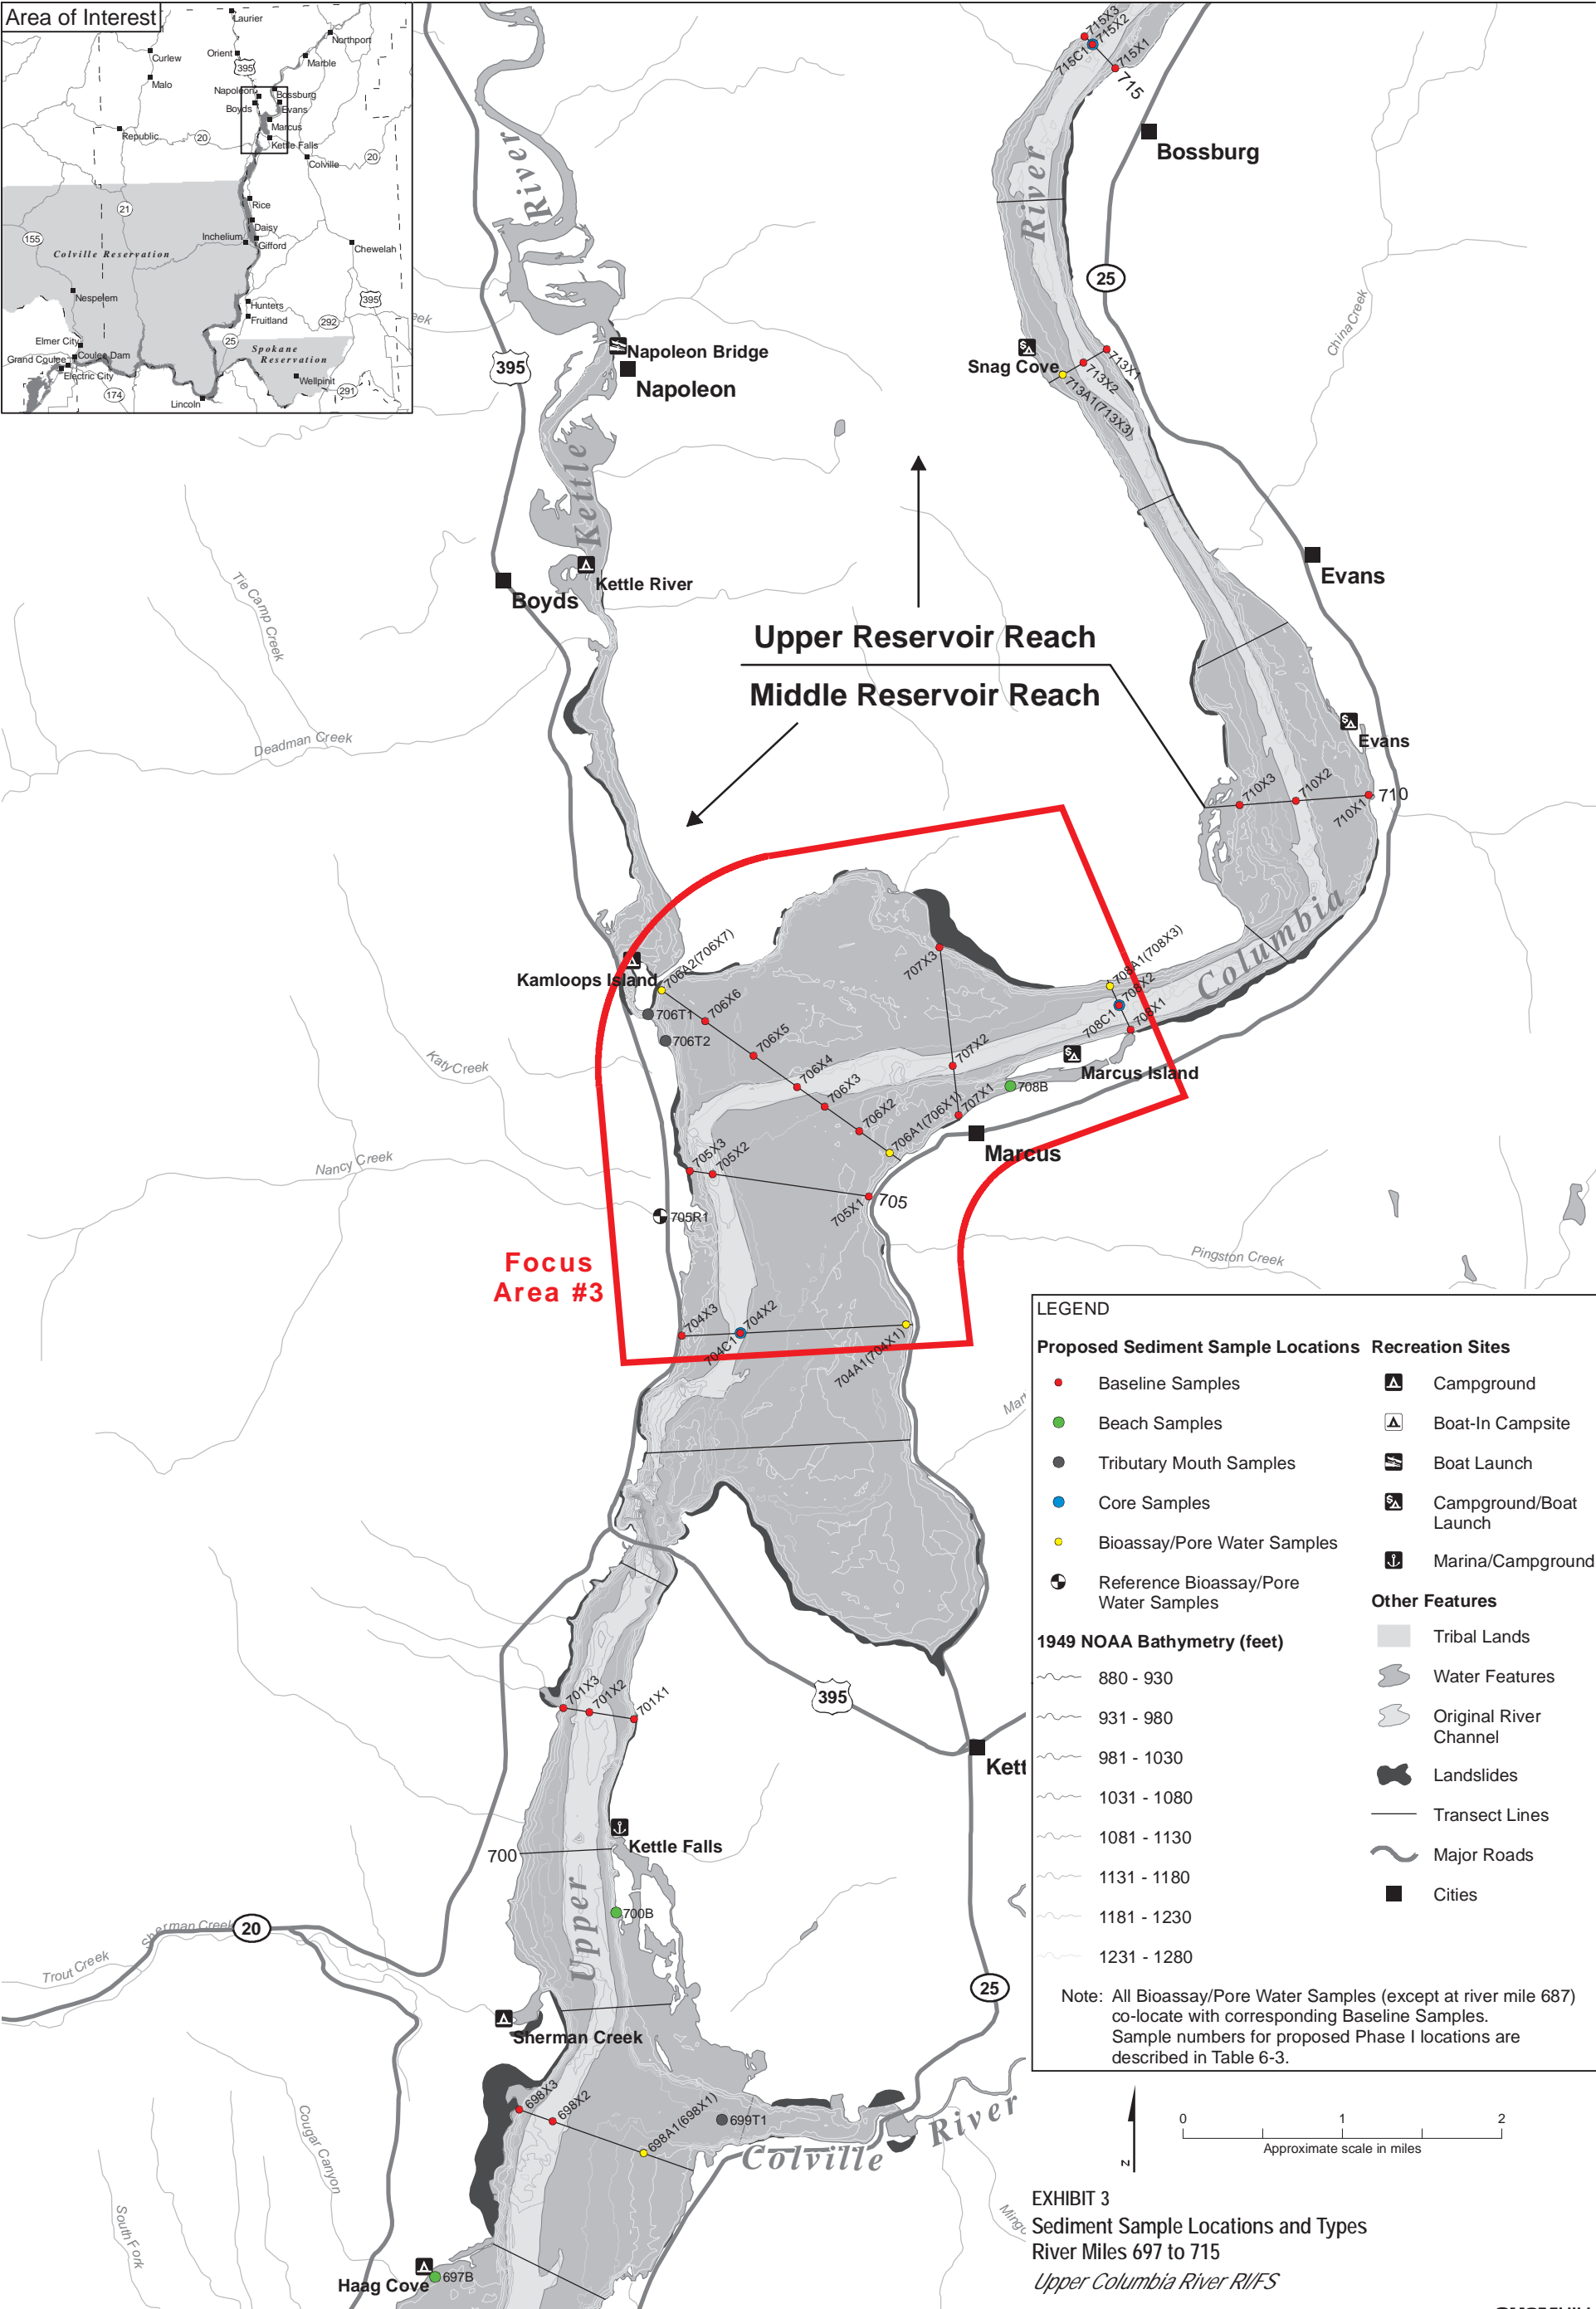 Area of Interest
Laurier
Northport
Orient
Curlew
395
Marble
Malo
Napoleon
Bossburg
Boyds
Evans
Marcus
Republic
20
Kettle Falls
20
Colville
Rice
21
Daisy
Inchelium
Gifford
155
Chewelah
Colville Reservation
Nespelem
395
Hunters
Fruitland
292
25
Elmer City
Spokane
Reservation
Coulee Dam
Grand Coulee
Electric City
Wellpinit
174
291
Lincoln
715X3
715X2
715C1
715X1
715
Bossburg
River
River
25
China Creek
eek
Napoleon Bridge
395
Napoleon
Snag Cove
713X1
713X2
713A1(713X3)
Kettle
Evans
Kettle River
Boyds
Tie Camp Creek
Upper Reservoir Reach
Middle Reservoir Reach
Deadman Creek
Evans
710X3
710X2
710X1
710
Columbia
706A2(706X7)
Kamloops Island
707X3
708A1(708X3)
708X2
708C1
708X1
706T1
706X6
706T2
706X5
706X4
707X2
Katy Creek
706X3
Marcus Island
708B
706X2
706A1(706X1)
707X1
Marcus
Nancy Creek
705X3
705X2
705X1
705
705R1
Pingston Creek
Focus
Area #3
704X3
704X2
704C1
704A1(704X1)
Mar
LEGEND
Proposed Sediment Sample Locations
Baseline Samples
Beach Samples
Tributary Mouth Samples
Core Samples
Bioassay/Pore Water Samples
Reference Bioassay/Pore
Water Samples
1949 NOAA Bathymetry (feet)
880 - 930
931 - 980
981 - 1030
1031 - 1080
1081 - 1130
1131 - 1180
1181 - 1230
1231 - 1280
Recreation Sites
Campground
Boat-In Campsite
Boat Launch
Campground/Boat
Launch
Marina/Campground
Other Features
Tribal Lands
Water Features
Original River
Channel
Landslides
Transect Lines
Major Roads
Cities
Note: All Bioassay/Pore Water Samples (except at river mile 687)
co-locate with corresponding Baseline Samples.
Sample numbers for proposed Phase I locations are
described in Table 6-3.
701X3
701X2
701X1
395
Kett
Kettle Falls
700
Upper
700B
Sherman Creek
20
Trout Creek
25
Sherman Creek
698X3
698X2
698A1(698X1)
699T1
Colville
River
Cougar Canyon
South Fork
Haag Cove
697B
Mingo
N
0 1 2
Approximate scale in miles
EXHIBIT 3
Sediment Sample Locations and Types
River Miles 697 to 715
Upper Columbia River RI/FS